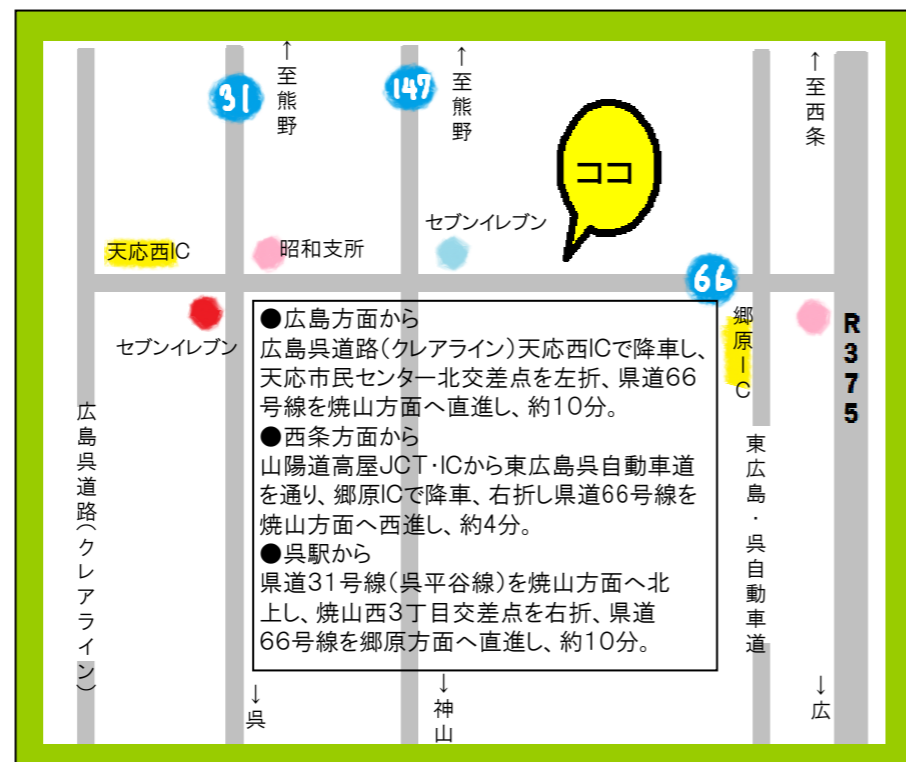 ↑至熊野
↑至熊野
↑至西条
31
147
ココ
セブンイレブン
天応西IC
昭和支所
66
セブンイレブン
郷原IC
R375
●広島方面から
広島呉道路(クレアライン)天応西ICで降車し、
天応市民センター北交差点を左折、県道66
号線を焼山方面へ直進し、約10分。
●西条方面から
山陽道高屋JCT・ICから東広島呉自動車道
を通り、郷原ICで降車、右折し県道66号線を
焼山方面へ西進し、約4分。
●呉駅から
県道31号線(呉平谷線)を焼山方面へ北
上し、焼山西3丁目交差点を右折、県道
66号線を郷原方面へ直進し、約10分。
広島呉道路(クレアライン)
東広島・呉自動車道
↓呉
↓神山
↓広